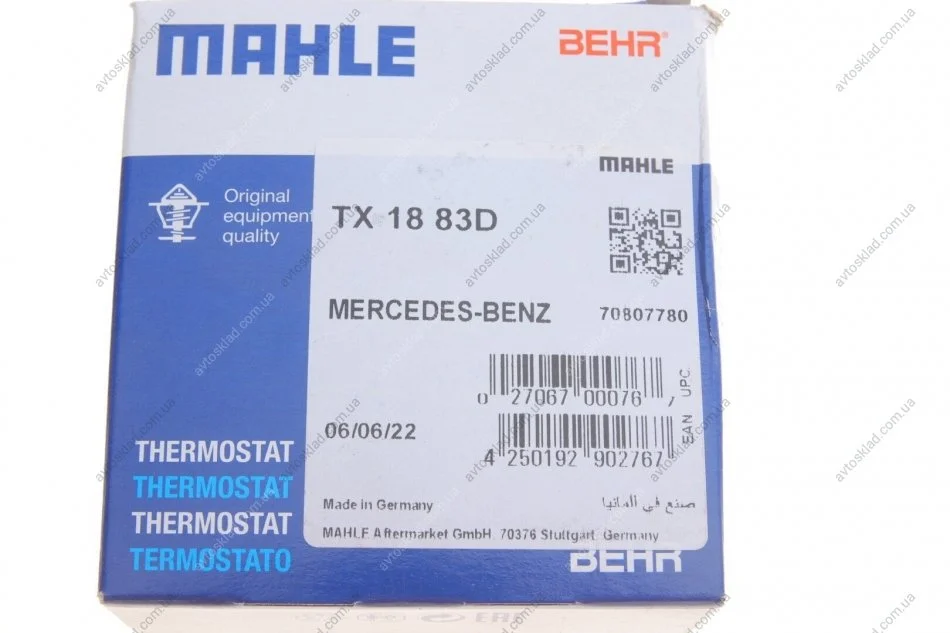 MAHLE
BEHR®
Original
equipment
quality
MAHLE
TX 18 83D
MERCEDES-BENZ
70807780
0 27067 00076 7
UPC
06/06/22
4 250192 902767
EAN
THERMOSTAT
THERMOSTAT
THERMOSTAT
TERMOSTATO
Made in Germany
صنع في المانيا
MAHLE Aftermarket GmbH, 70376 Stuttgart, Germany
BEHR
EAC
avtosklad.com.ua